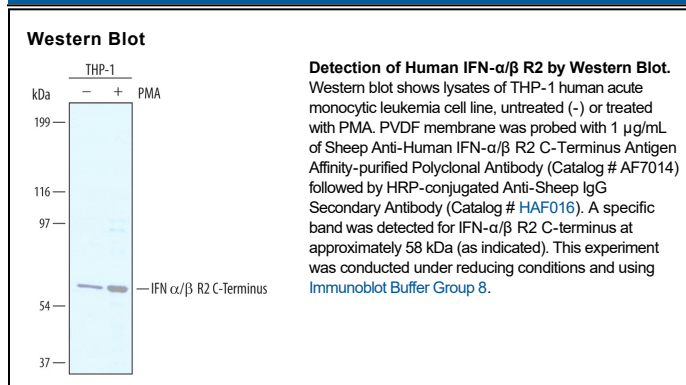 Western Blot
THP-1
kDa
− + PMA
199
116
97
IFN α/β R2 C-Terminus
54
37
Detection of Human IFN-α/β R2 by Western Blot.
Western blot shows lysates of THP-1 human acute
monocytic leukemia cell line, untreated (-) or treated
with PMA. PVDF membrane was probed with 1 µg/mL
of Sheep Anti-Human IFN-α/β R2 C-Terminus Antigen
Affinity-purified Polyclonal Antibody (Catalog # AF7014)
followed by HRP-conjugated Anti-Sheep IgG
Secondary Antibody (Catalog # HAF016). A specific
band was detected for IFN-α/β R2 C-terminus at
approximately 58 kDa (as indicated). This experiment
was conducted under reducing conditions and using
Immunoblot Buffer Group 8.